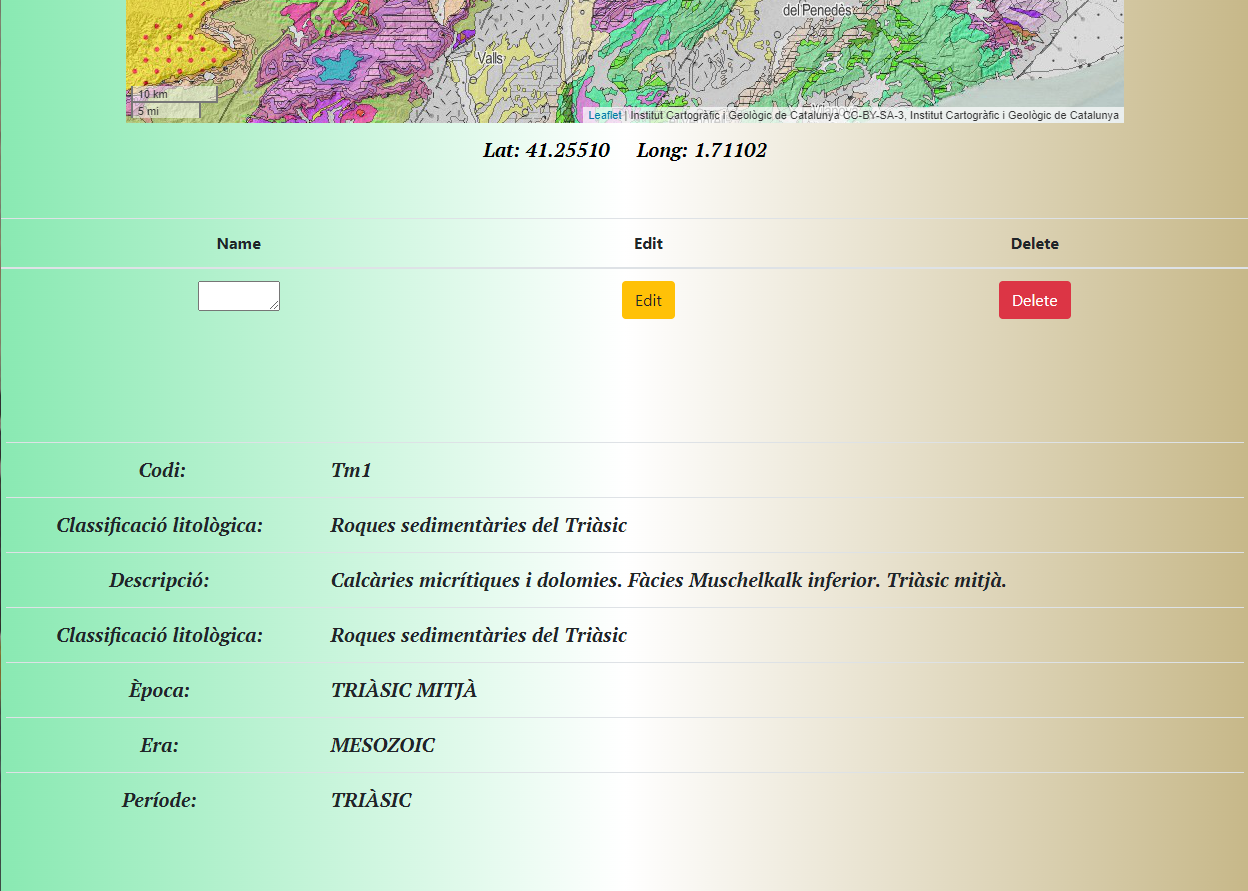 del Penedès
Valls
10 km
5 mi
Leaflet | Institut Cartogràfic i Geològic de Catalunya CC-BY-SA-3, Institut Cartogràfic i Geològic de Catalunya
Lat: 41.25510 Long: 1.71102
Name Edit Delete
Edit Delete
Codi: Tm1
Classificació litològica: Roques sedimentàries del Triàsic
Descripció: Calcàries micrítiques i dolomies. Fàcies Muschelkalk inferior. Triàsic mitjà.
Classificació litològica: Roques sedimentàries del Triàsic
Època: TRIÀSIC MITJÀ
Era: MESOZOIC
Període: TRIÀSIC